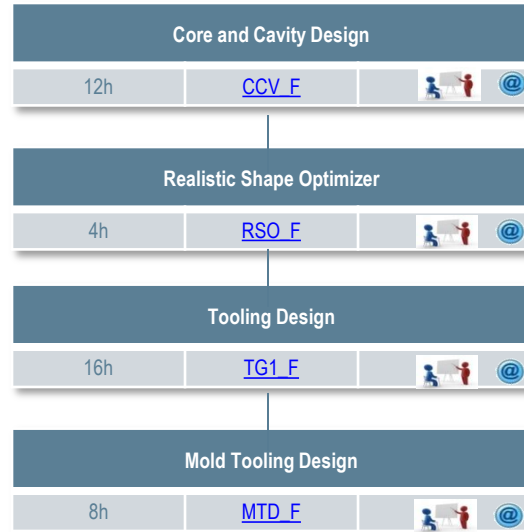 Core and Cavity Design
12h CCV_F @
Realistic Shape Optimizer
4h RSO_F @
Tooling Design
16h TG1_F @
Mold Tooling Design
8h MTD_F @